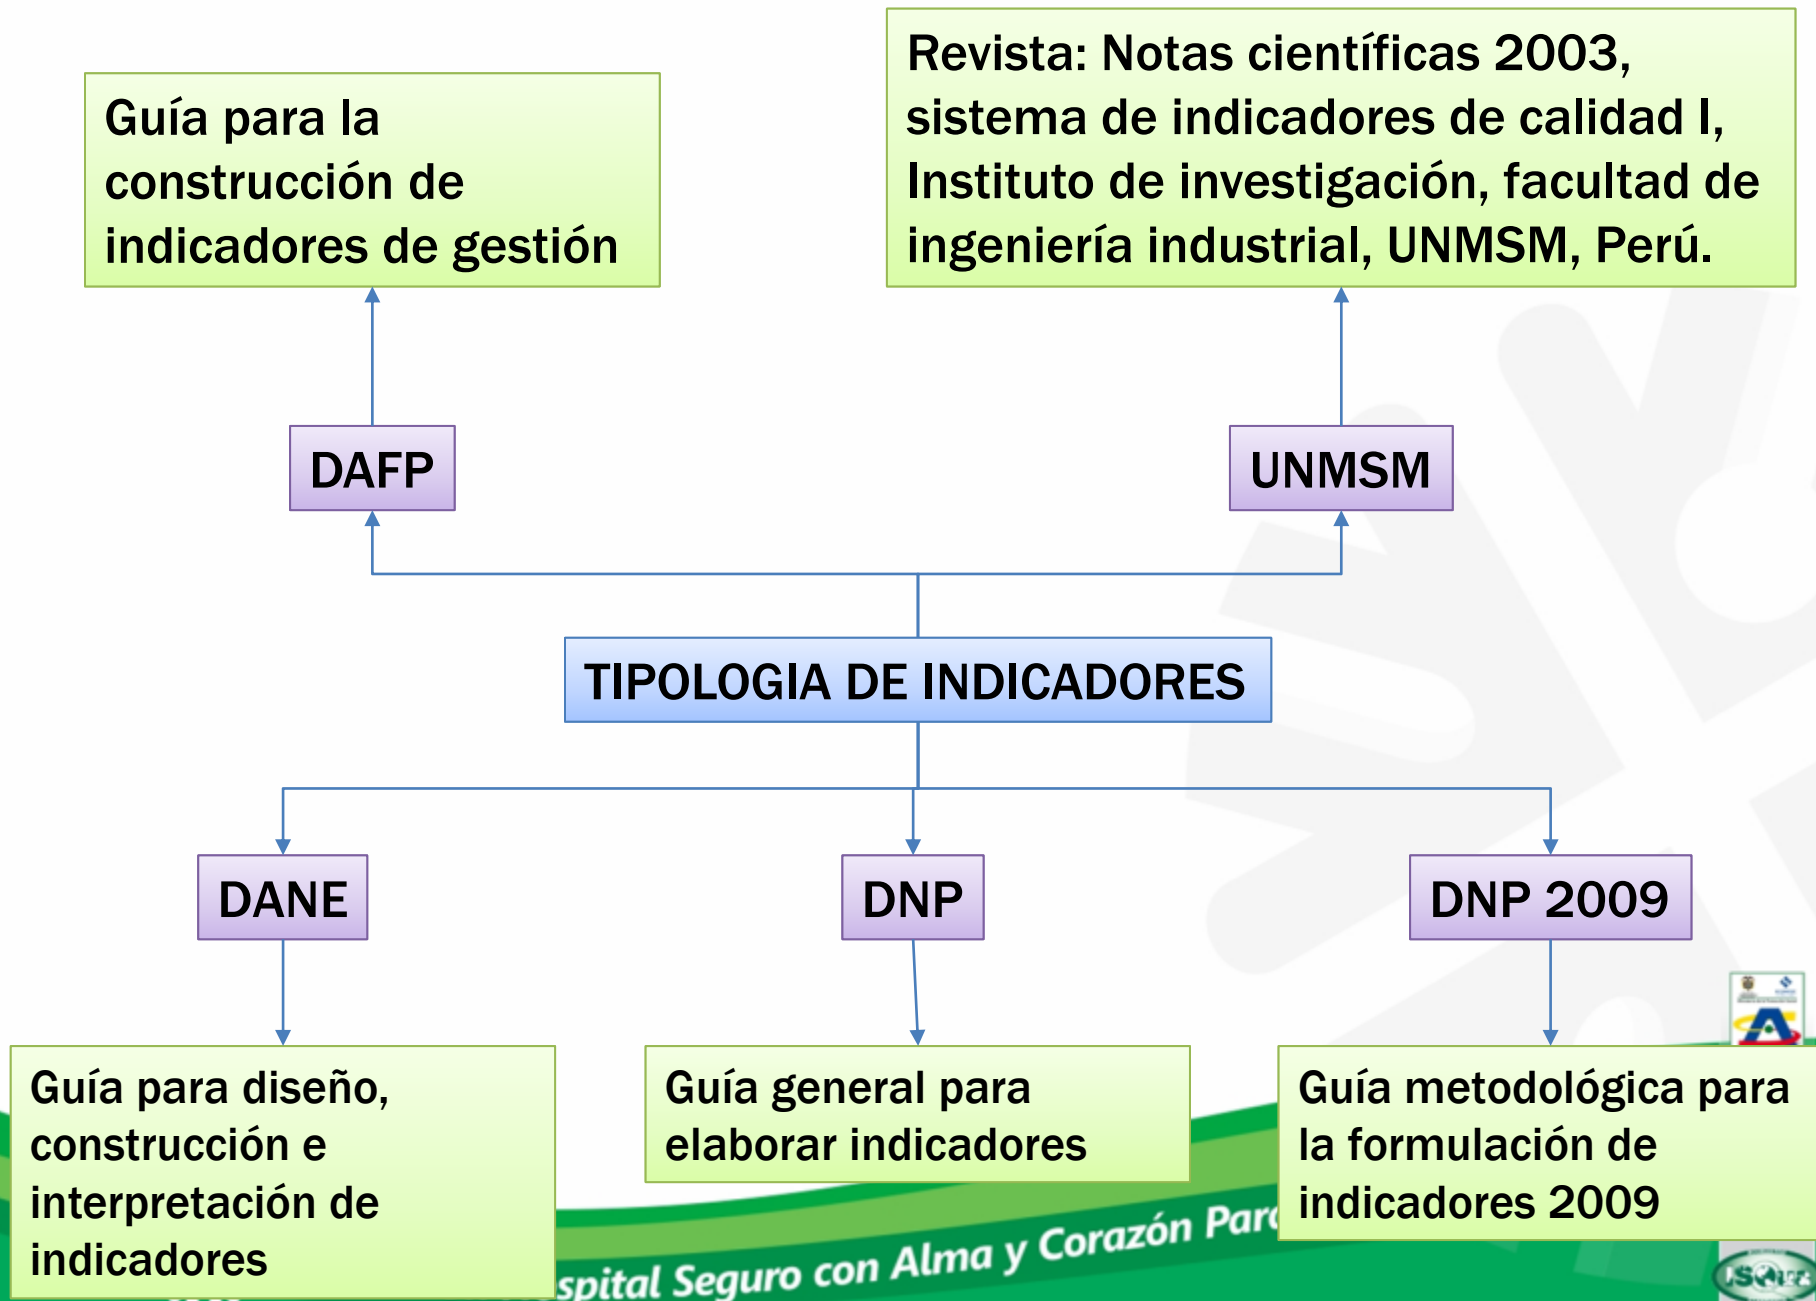 Guía para la
construcción de
indicadores de gestión
Revista: Notas científicas 2003,
sistema de indicadores de calidad I,
Instituto de investigación, facultad de
ingeniería industrial, UNMSM, Perú.
DAFP
UNMSM
TIPOLOGIA DE INDICADORES
DANE
DNP
DNP 2009
Guía para diseño,
construcción e
interpretación de
indicadores
Guía general para
elaborar indicadores
Guía metodológica para
la formulación de
indicadores 2009
Seguro con Alma y Corazón